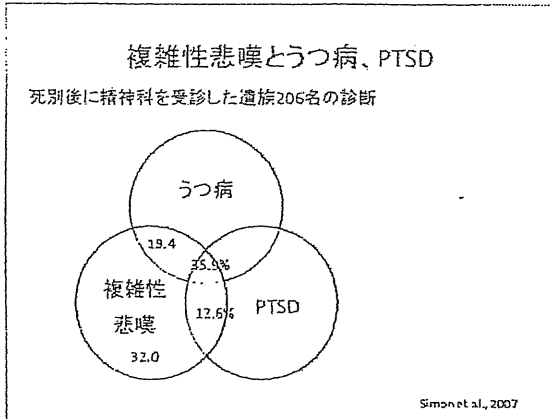 複雑性悲嘆とうつ病、PTSD
死別後に精神科を受診した遺族206名の診断
うつ病
19.4
35.9%
複雑性
悲嘆
12.6%
PTSD
32.0
Simon et al., 2007